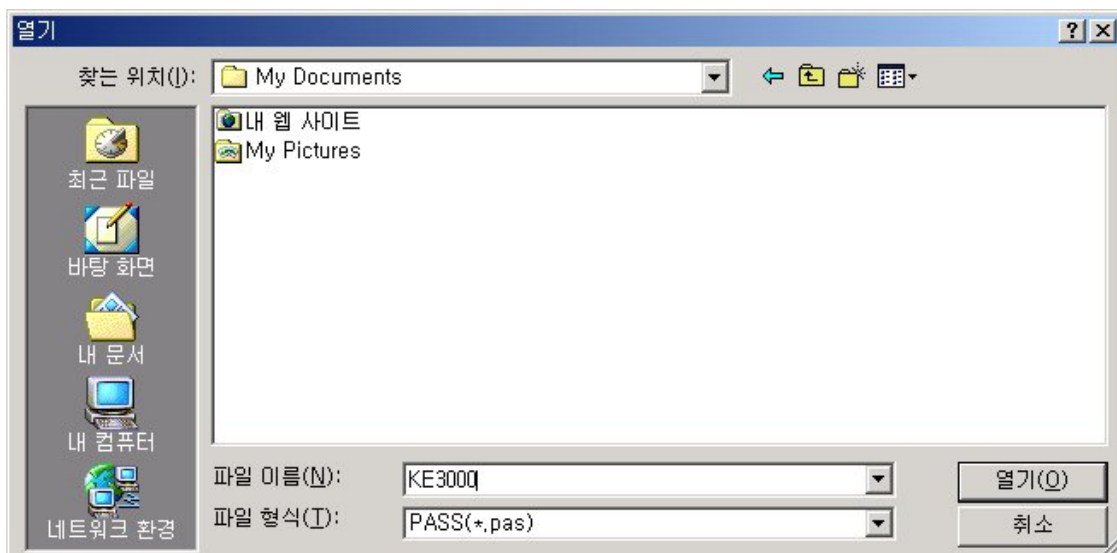 열기
찾는 위치(I):
My Documents
내 웹 사이트
My Pictures
최근 파일
바탕 화면
내 문서
내 컴퓨터
네트워크 환경
파일 이름(N):
KE3000
열기(O)
파일 형식(T):
PASS(*.pas)
취소